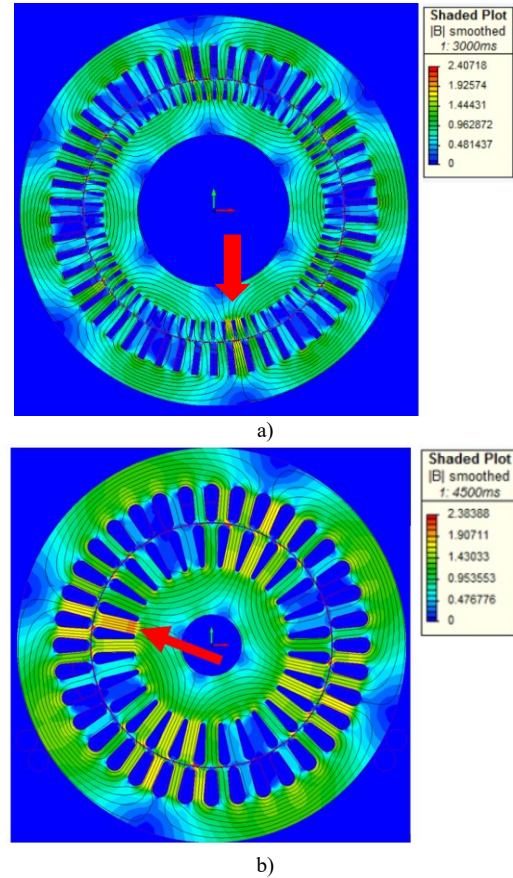 Shaded Plot
|B| smoothed
1: 3000ms
2.40718
1.92574
1.44431
0.962872
0.481437
0
a)
Shaded Plot
|B| smoothed
1: 4500ms
2.38388
1.90711
1.43033
0.953553
0.476776
0
b)